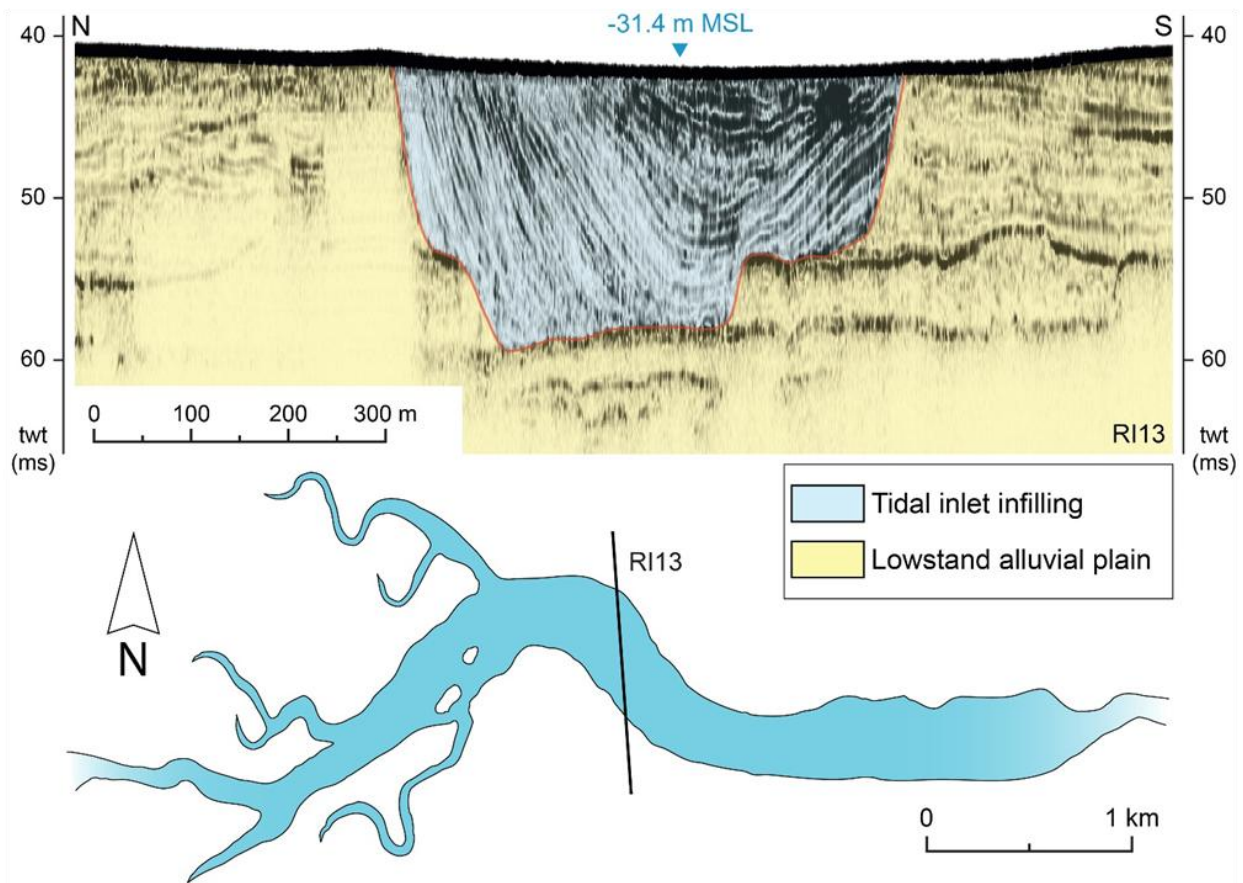 N
-31.4 m MSL
S
40
40
50
50
60
60
0 100 200 300 m
twt
(ms)
RI13
twt
(ms)
Tidal inlet infilling
Lowstand alluvial plain
RI13
N
0 1 km